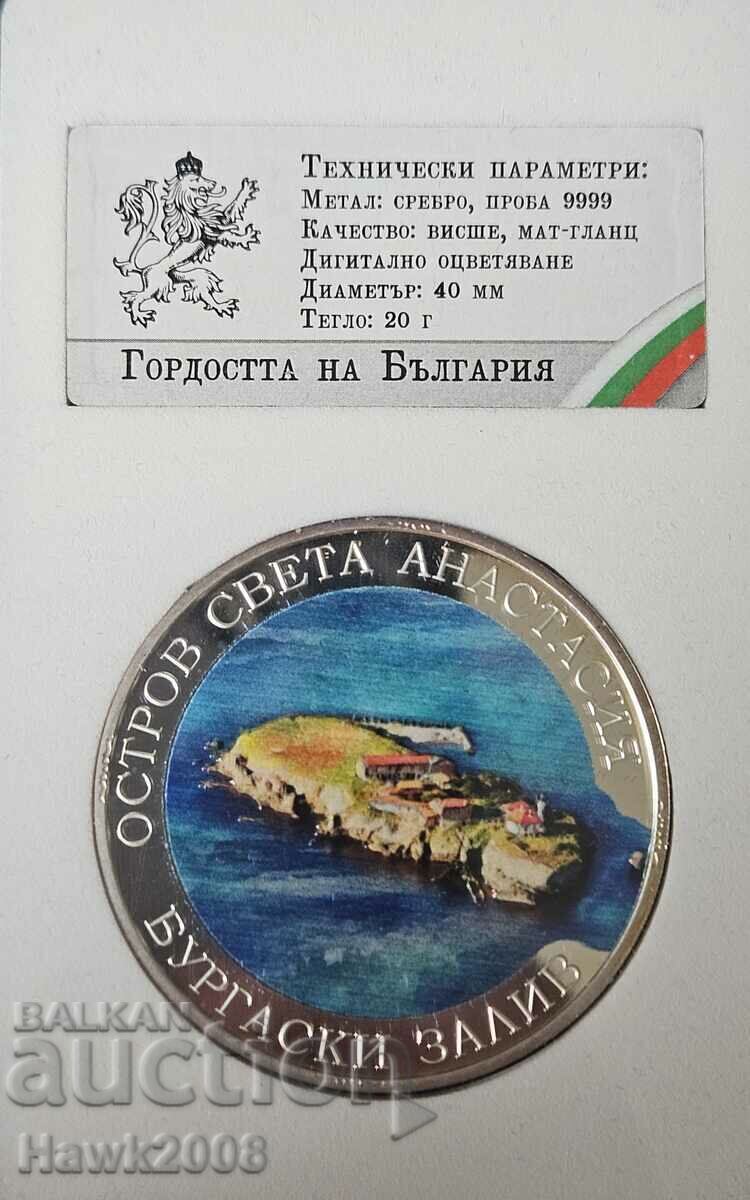 Технически параметри:
Метал: сребро, проба 9999
Качество: висше, мат-гланц
Дигитално оцветяване
Диаметър: 40 мм
Тегло: 20 г
Гордостта на България
ОСТРОВ СВЕТА АНАСТАСИЯ
БУРГАСКИ ЗАЛИВ
BALKAN
auction
Hawk2008